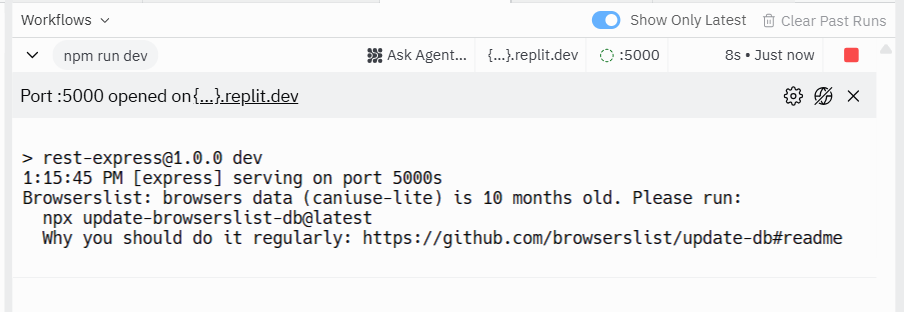 Workflows
Show Only Latest
Clear Past Runs
npm run dev
Ask Agent...
{...}.replit.dev
:5000
8s • Just now
Port :5000 opened on {...}.replit.dev
> rest-express@1.0.0 dev
1:15:45 PM [express] serving on port 5000s
Browserslist: browsers data (caniuse-lite) is 10 months old. Please run:
npx update-browserslist-db@latest
Why you should do it regularly: https://github.com/browserslist/update-db#readme